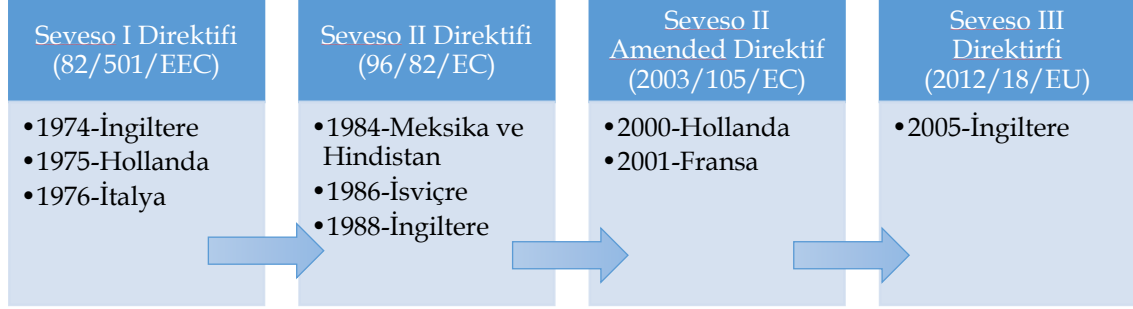 Seveso I Direktifi
(82/501/EEC)
•1974-İngiltere
•1975-Hollanda
•1976-İtalya
Seveso II Direktifi
(96/82/EC)
•1984-Meksika ve
Hindistan
•1986-İsviçre
•1988-İngiltere
Seveso II
Amended Direktif
(2003/105/EC)
•2000-Hollanda
•2001-Fransa
Seveso III
Direktirfi
(2012/18/EU)
•2005-İngiltere